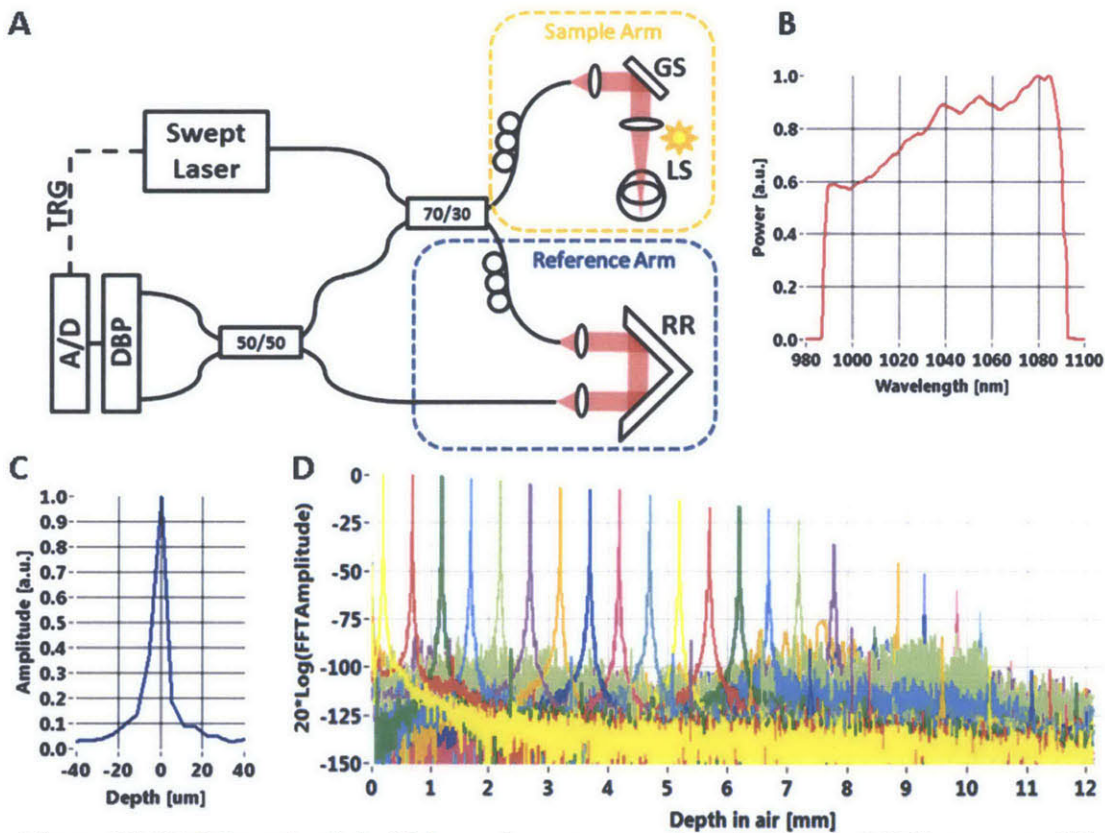 A
Sample Arm
GS
LS
Swept
Laser
TRG
70/30
Reference Arm
RR
A/D
DBP
50/50
B
Power [a.u.]
1.0
0.8
0.6
0.4
0.2
0.0
980 1000 1020 1040 1060 1080 1100
Wavelength [nm]
C
Amplitude [a.u.]
1.0
0.9
0.8
0.7
0.6
0.5
0.4
0.3
0.2
0.1
0.0
-40 -20 0 20 40
Depth [um]
D
20*Log(FFTAmplitude)
0
-25
-50
-75
-100
-125
-150
0 1 2 3 4 5 6 7 8 9 10 11 12
Depth in air [mm]